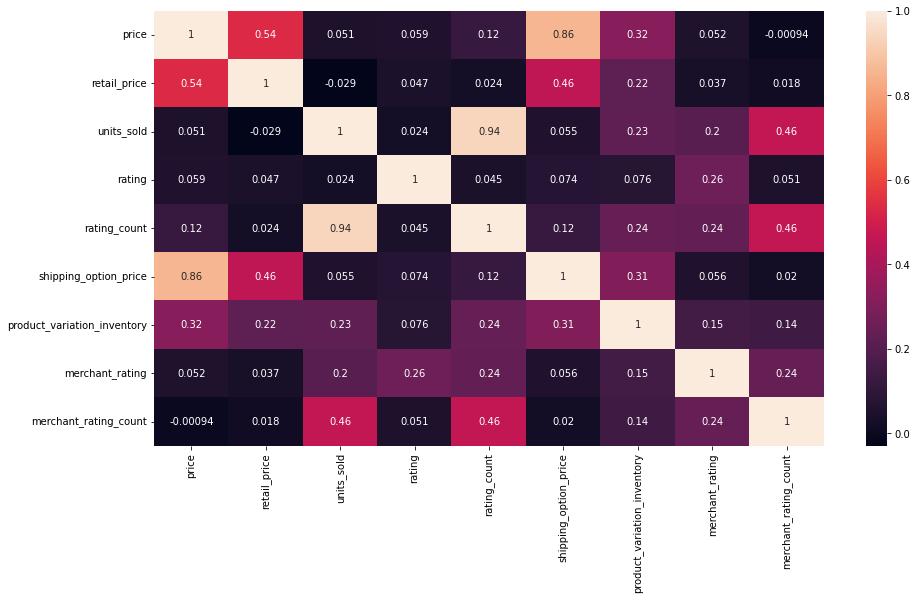 price 1 0.54 0.051 0.059 0.12 0.86 0.32 0.052 -0.00094
retail_price 0.54 1 -0.029 0.047 0.024 0.46 0.22 0.037 0.018
units_sold 0.051 -0.029 1 0.024 0.94 0.055 0.23 0.2 0.46
rating 0.059 0.047 0.024 1 0.045 0.074 0.076 0.26 0.051
rating_count 0.12 0.024 0.94 0.045 1 0.12 0.24 0.24 0.46
shipping_option_price 0.86 0.46 0.055 0.074 0.12 1 0.31 0.056 0.02
product_variation_inventory 0.32 0.22 0.23 0.076 0.24 0.31 1 0.15 0.14
merchant_rating 0.052 0.037 0.2 0.26 0.24 0.056 0.15 1 0.24
merchant_rating_count -0.00094 0.018 0.46 0.051 0.46 0.02 0.14 0.24 1
price
retail_price
units_sold
rating
rating_count
shipping_option_price
product_variation_inventory
merchant_rating
merchant_rating_count
1.0
0.8
0.6
0.4
0.2
0.0